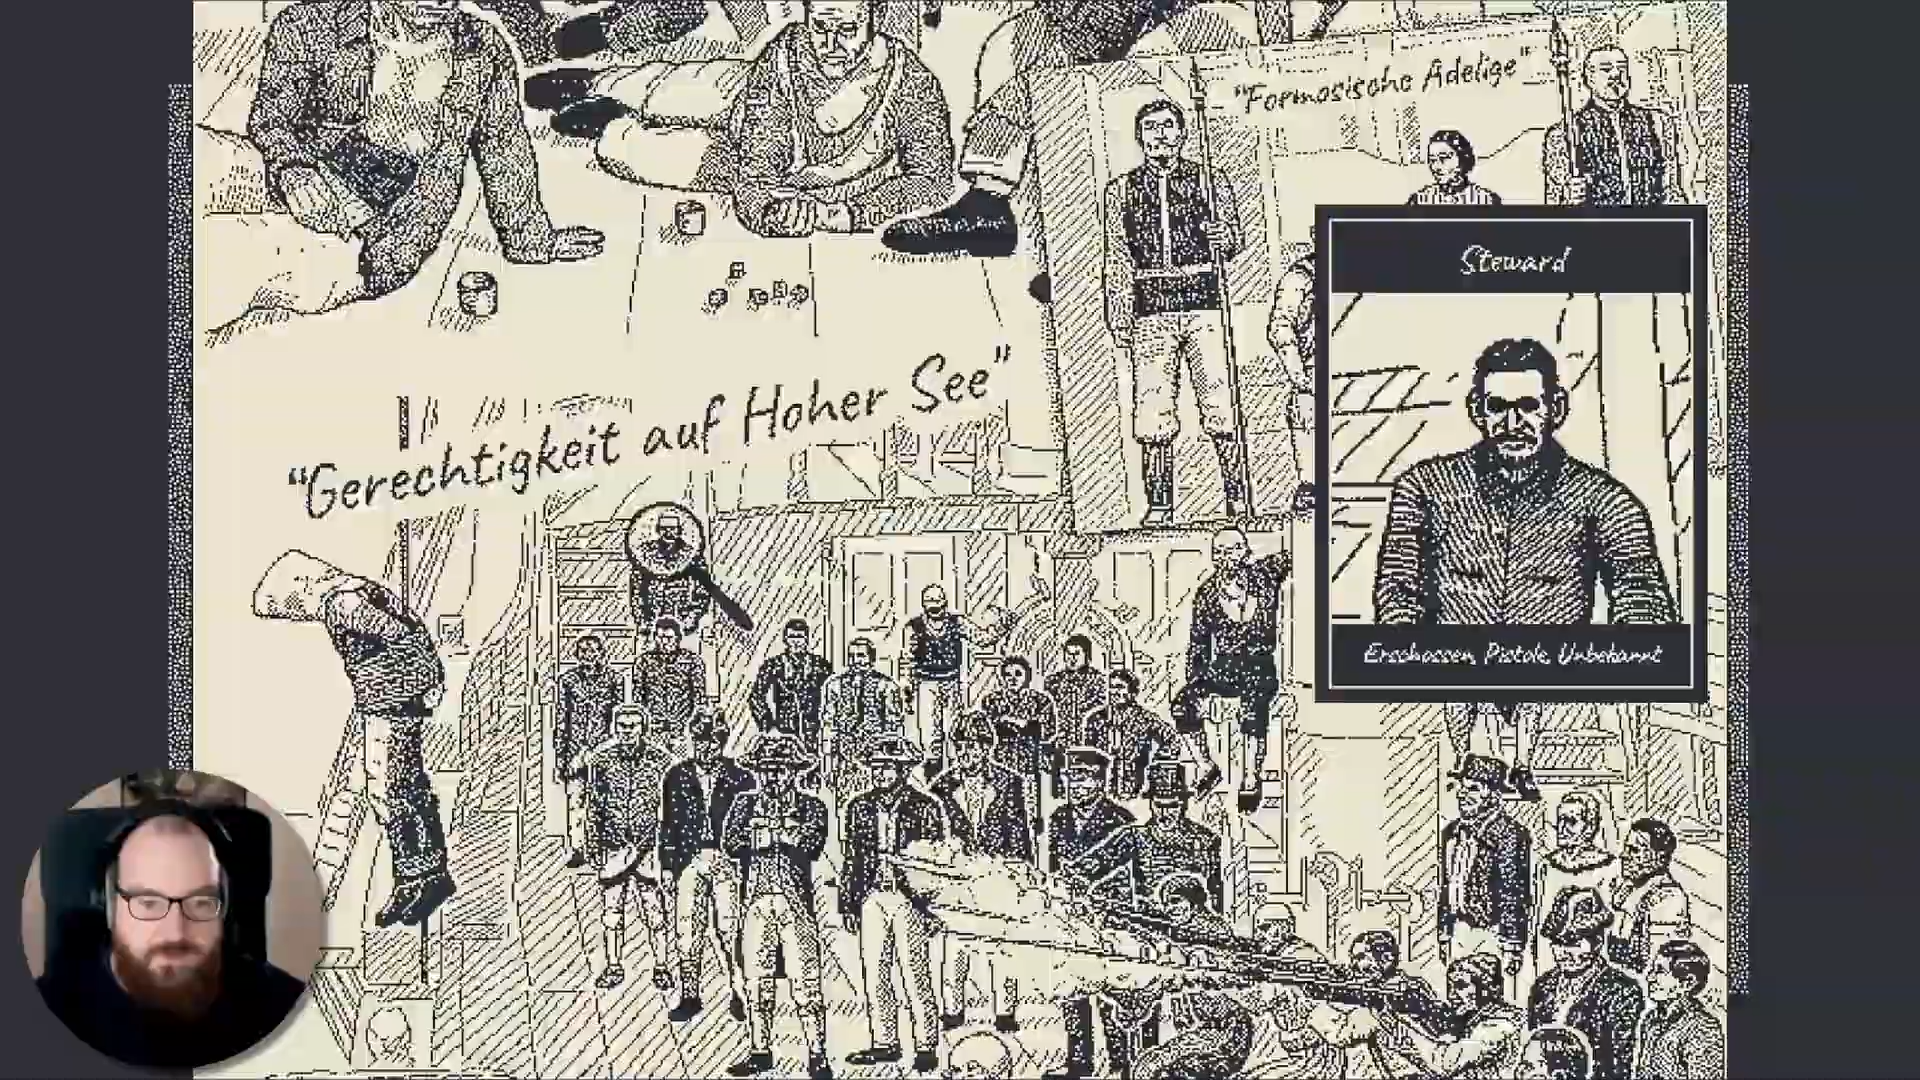 "Formosische Adelige"
Steward
"Gerechtigkeit auf Hoher See"
Erschossen, Pistole, Unbekannt